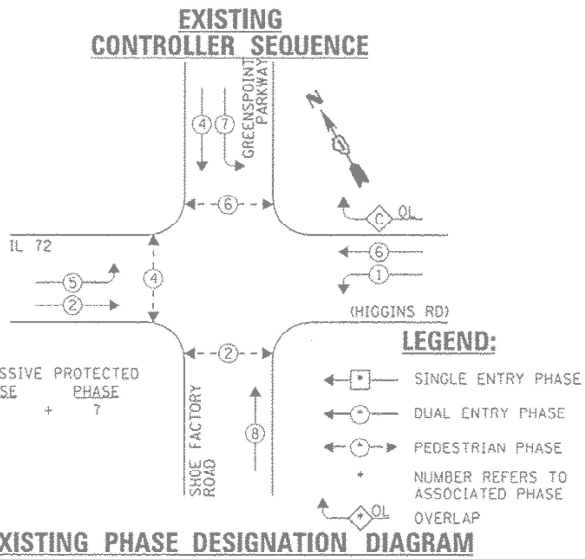 EXISTING
CONTROLLER SEQUENCE
GREENSPOINT
PARKWAY
N
4
7
6
C OL
IL 72
4
6
5
1
2
(HIGGINS RD)
LEGEND:
2
SSIVE PROTECTED
SE PHASE
+ 7
* SINGLE ENTRY PHASE
* DUAL ENTRY PHASE
* PEDESTRIAN PHASE
* NUMBER REFERS TO
ASSOCIATED PHASE
* OL OVERLAP
8
SHOE FACTORY
ROAD
XISTING PHASE DESIGNATION DIAGRAM